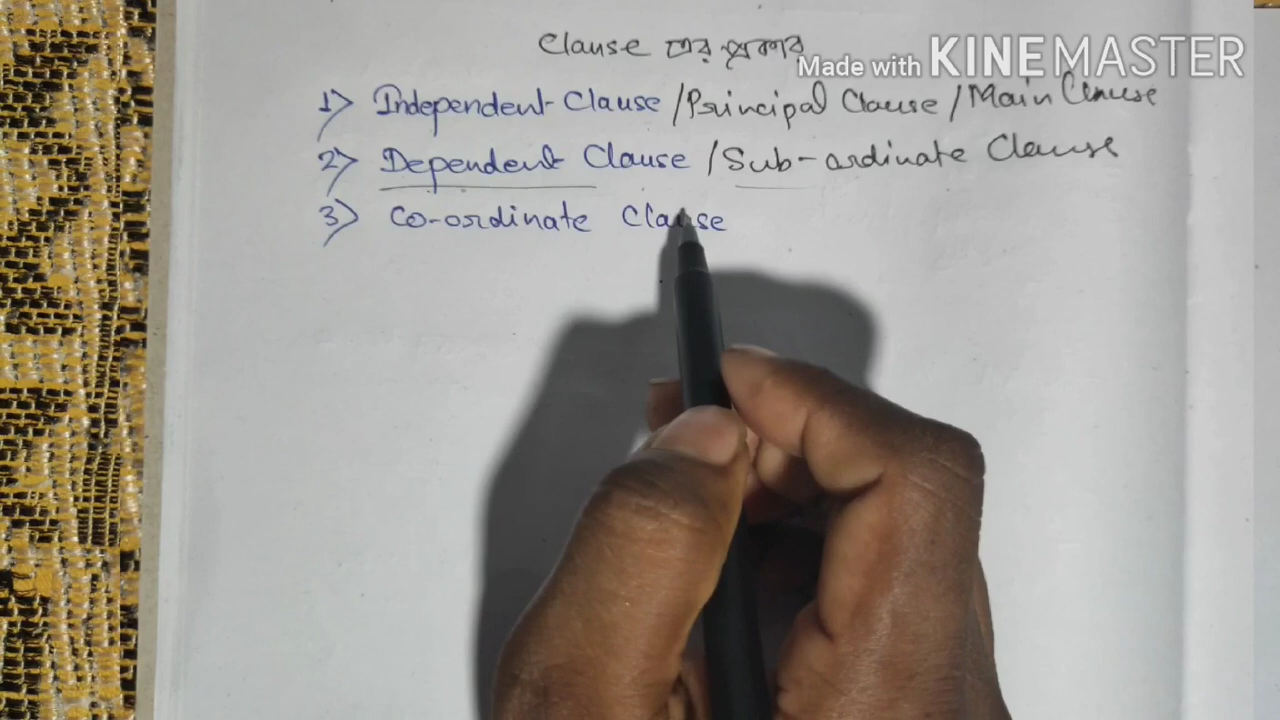 Clause এর প্রকার
Made with KINEMASTER
1) Independent Clause / Principal Clause / Main Clause
2) Dependent Clause / Sub-ordinate Clause
3) Co-ordinate Clause